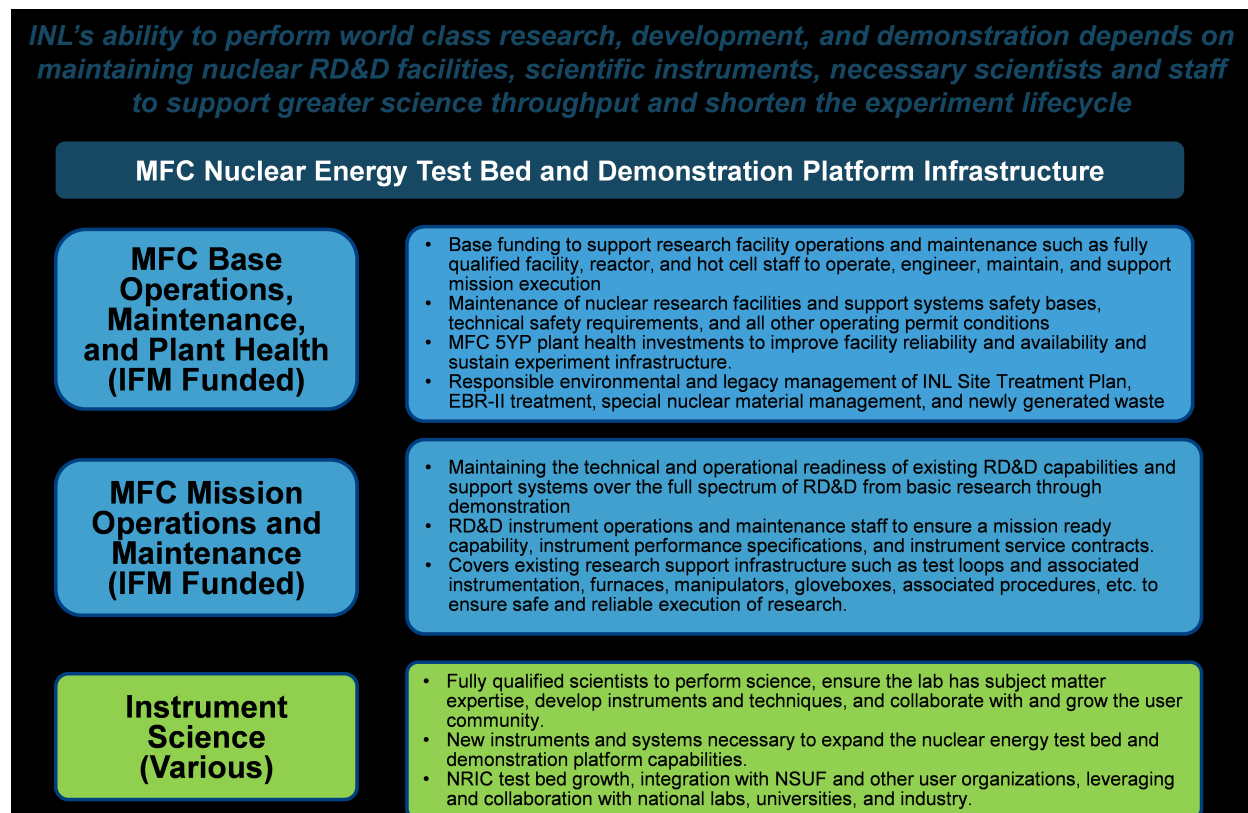 INL’s ability to perform world class research, development, and demonstration depends on
maintaining nuclear RD&D facilities, scientific instruments, necessary scientists and staff
to support greater science throughput and shorten the experiment lifecycle
MFC Nuclear Energy Test Bed and Demonstration Platform Infrastructure
MFC Base
Operations,
Maintenance,
and Plant Health
(IFM Funded)
• Base funding to support research facility operations and maintenance such as fully
qualified facility, reactor, and hot cell staff to operate, engineer, maintain, and support
mission execution
• Maintenance of nuclear research facilities and support systems safety bases,
technical safety requirements, and all other operating permit conditions
• MFC 5YP plant health investments to improve facility reliability and availability and
sustain experiment infrastructure.
• Responsible environmental and legacy management of INL Site Treatment Plan,
EBR-II treatment, special nuclear material management, and newly generated waste
MFC Mission
Operations and
Maintenance
(IFM Funded)
• Maintaining the technical and operational readiness of existing RD&D capabilities and
support systems over the full spectrum of RD&D from basic research through
demonstration
• RD&D instrument operations and maintenance staff to ensure a mission ready
capability, instrument performance specifications, and instrument service contracts.
• Covers existing research support infrastructure such as test loops and associated
instrumentation, furnaces, manipulators, gloveboxes, associated procedures, etc. to
ensure safe and reliable execution of research.
Instrument
Science
(Various)
• Fully qualified scientists to perform science, ensure the lab has subject matter
expertise, develop instruments and techniques, and collaborate with and grow the user
community.
• New instruments and systems necessary to expand the nuclear energy test bed and
demonstration platform capabilities.
• NRIC test bed growth, integration with NSUF and other user organizations, leveraging
and collaboration with national labs, universities, and industry.